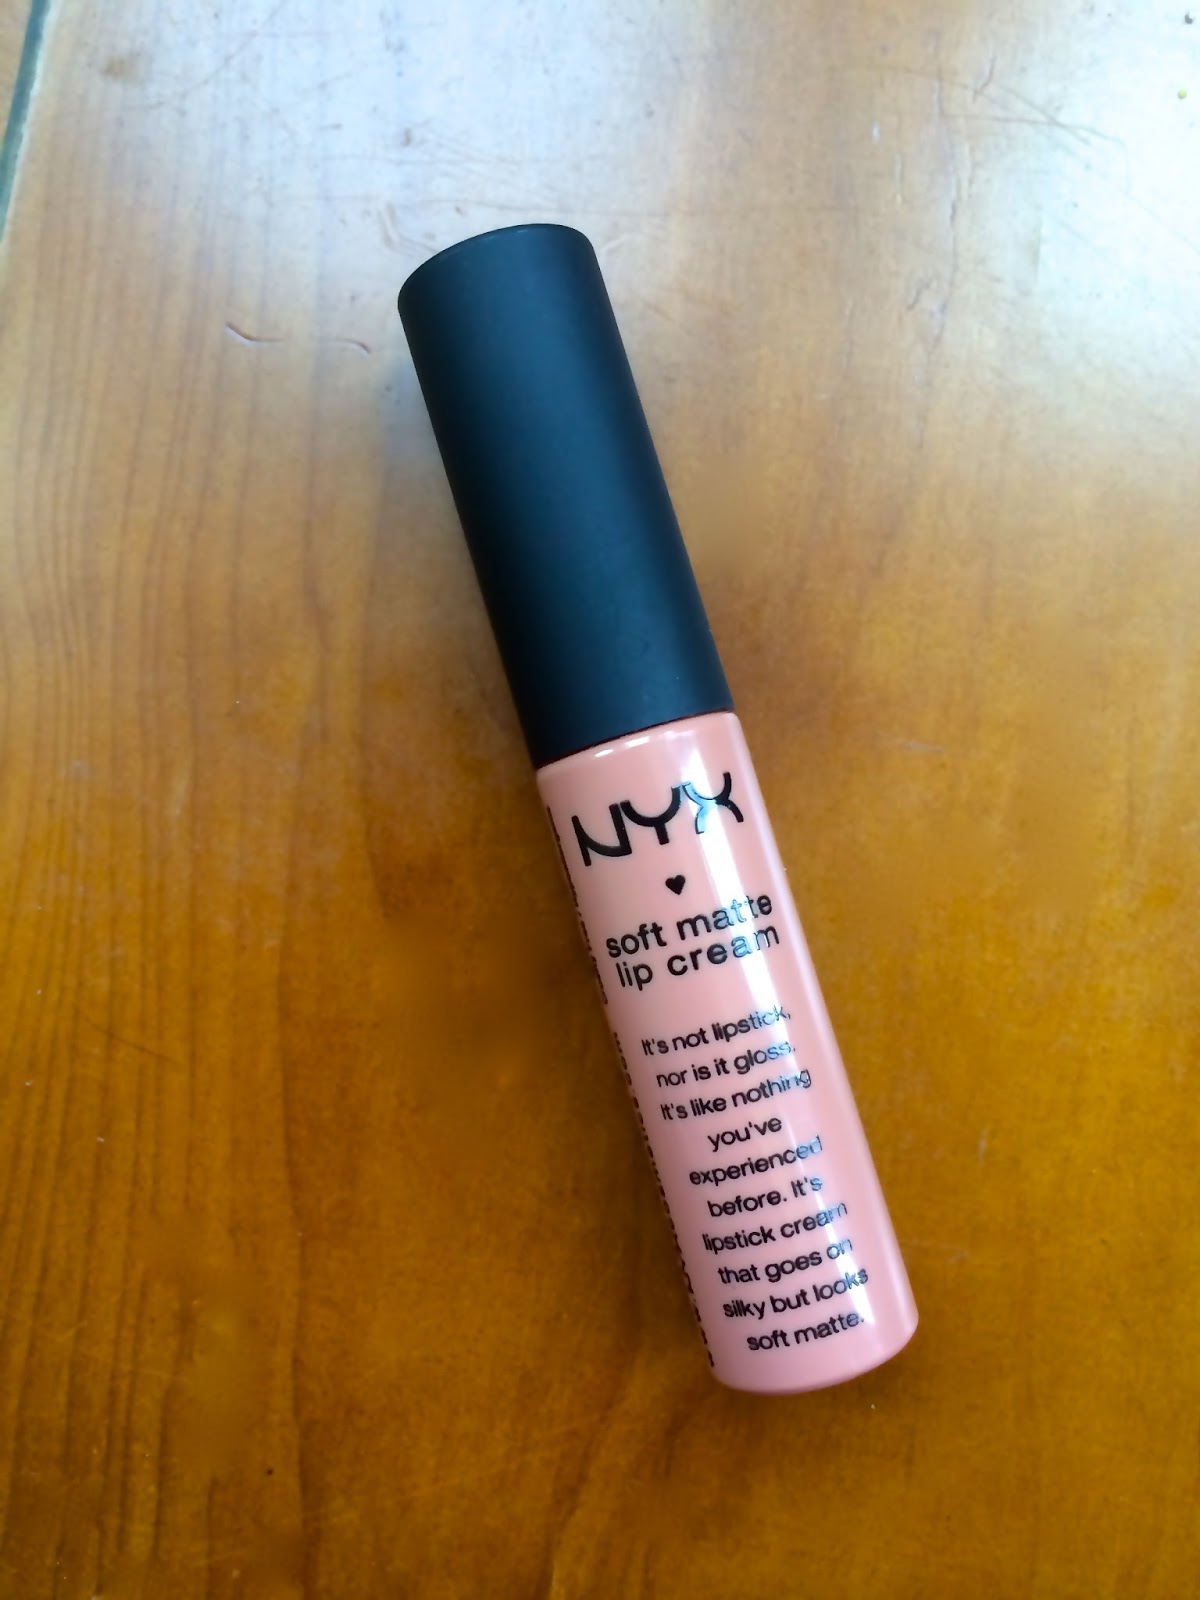 NYX
soft matte
lip cream
It's not lipstick,
nor is it gloss.
It's like nothing
you've
experienced
before. It's
lipstick cream
that goes on
silky but looks
soft matte.